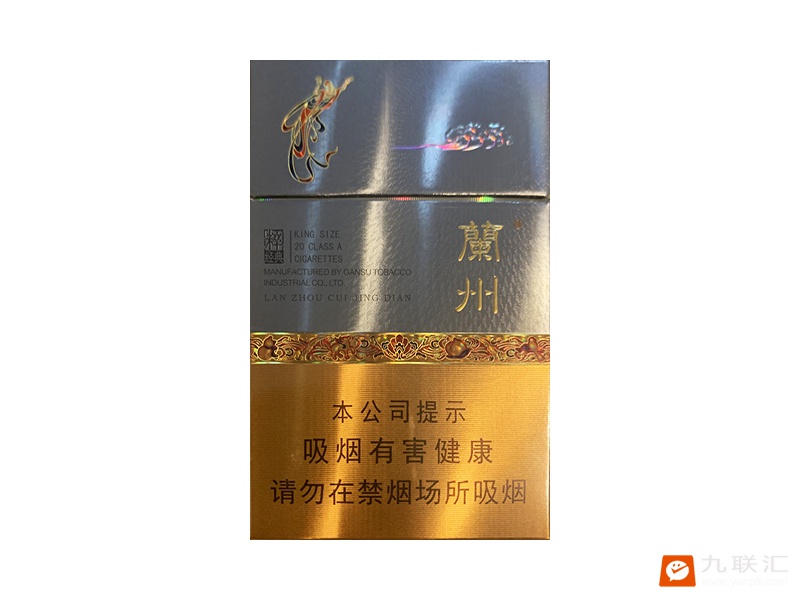 KING SIZE
20 CLASS A
CIGARETTES
经典
MANUFACTURED BY GANSU TOBACCO
INDUSTRIAL CO., LTD.
LAN ZHOU CUI JING DIAN
蘭州
本公司提示
吸烟有害健康
请勿在禁烟场所吸烟
九联汇